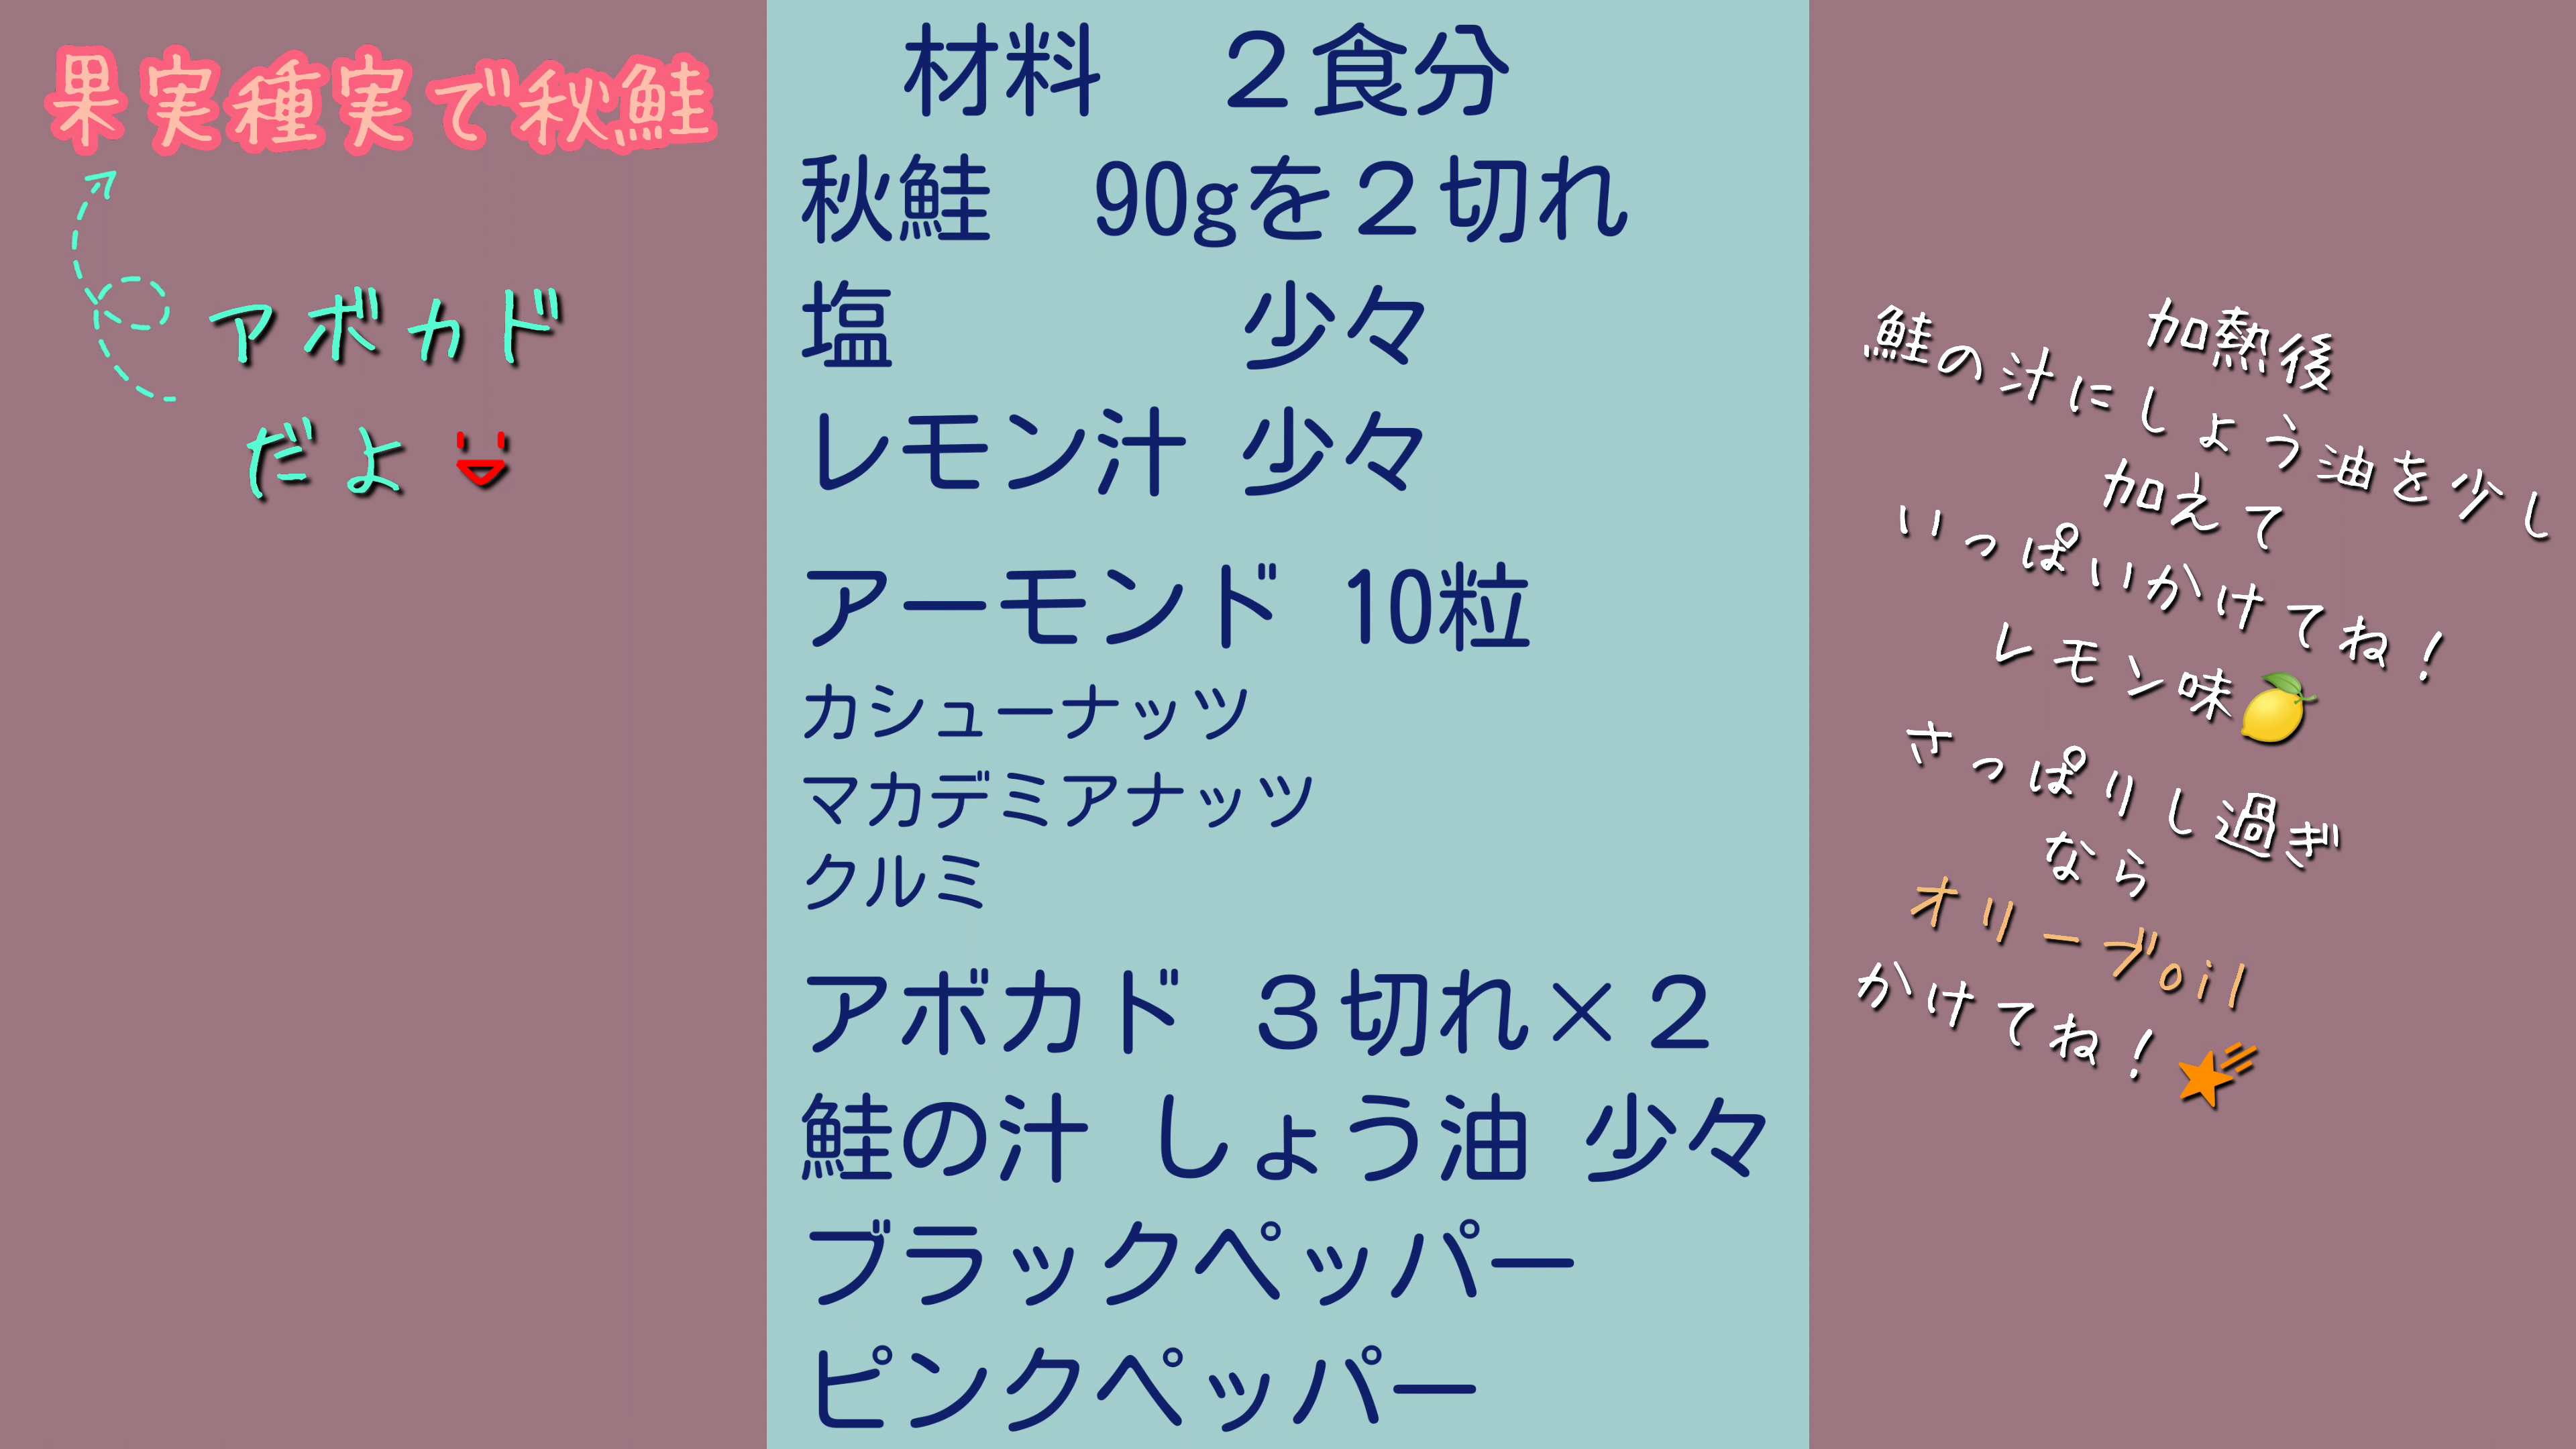 果実種実で秋鮭
アボカド
だよ
材料　２食分
秋鮭　90gを２切れ
塩　少々
レモン汁 少々
アーモンド 10粒
カシューナッツ
マカデミアナッツ
クルミ
アボカド ３切れ×２
鮭の汁 しょう油 少々
ブラックペッパー
ピンクペッパー
加熱後
鮭の汁にしょう油を少し
加えて
いっぱいかけてね！
レモン味🍋
さっぱりし過ぎ
なら
オリーブoil
かけてね！